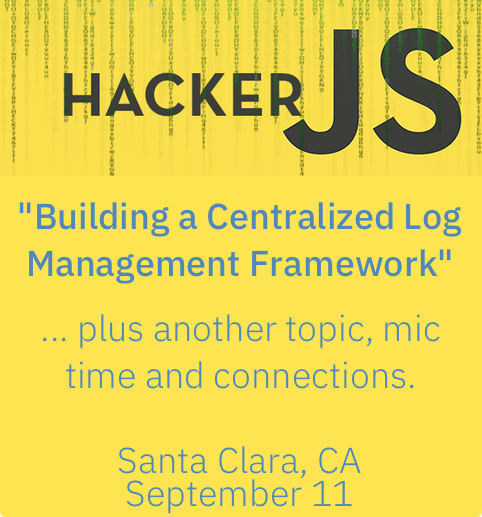 HACKERJS
"Building a Centralized Log
Management Framework"
... plus another topic, mic
time and connections.
Santa Clara, CA
September 11